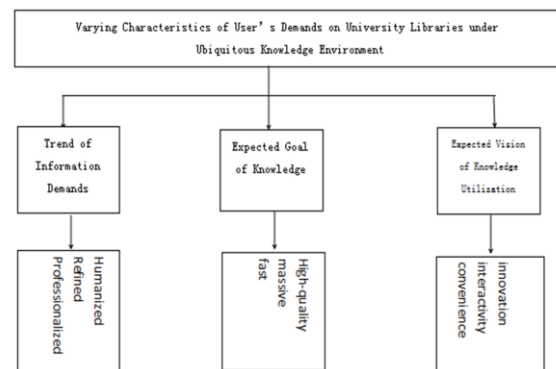 Varying Characteristics of User's Demands on University Libraries under
Ubiquitous Knowledge Environment
Trend of
Information
Demands
Expected Goal
of Knowledge
Expected Vision
of Knowledge
Utilization
Humanized
Refined
Professionalized
High-quality
massive
fast
innovation
interactivity
convenience